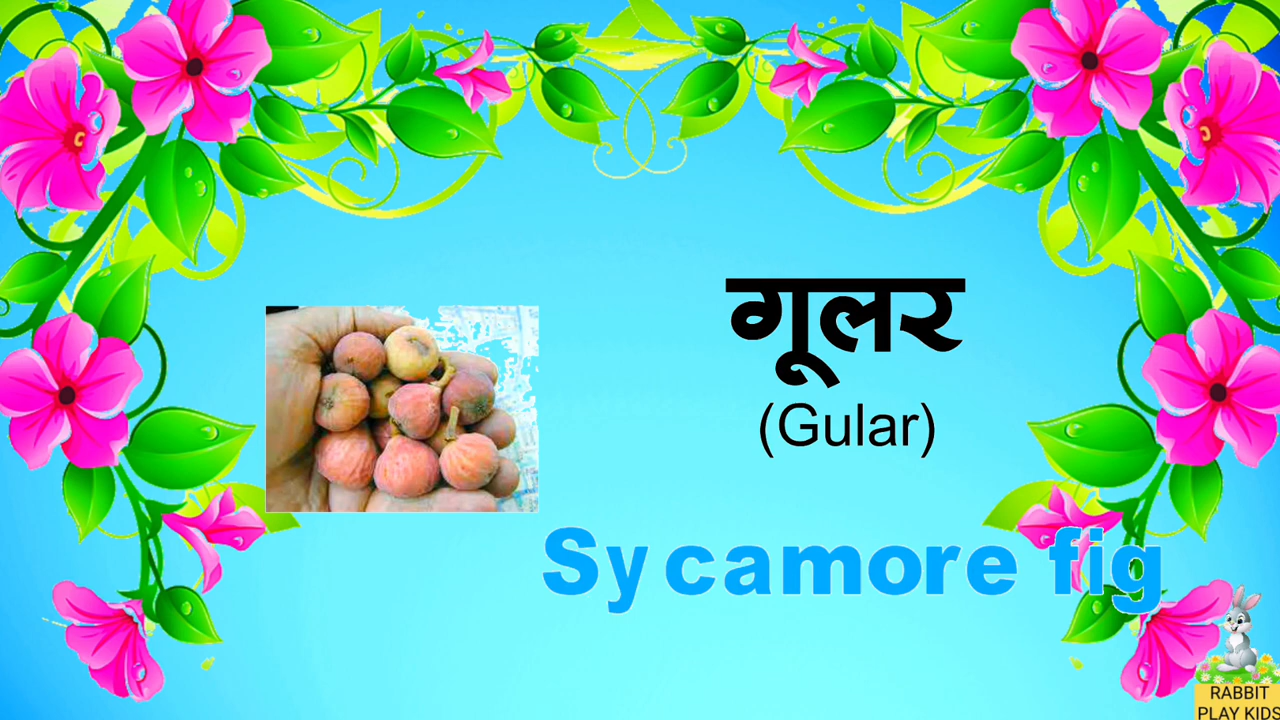 गूलर
(Gular)
Sycamore fig
RABBIT
PLAY KIDS